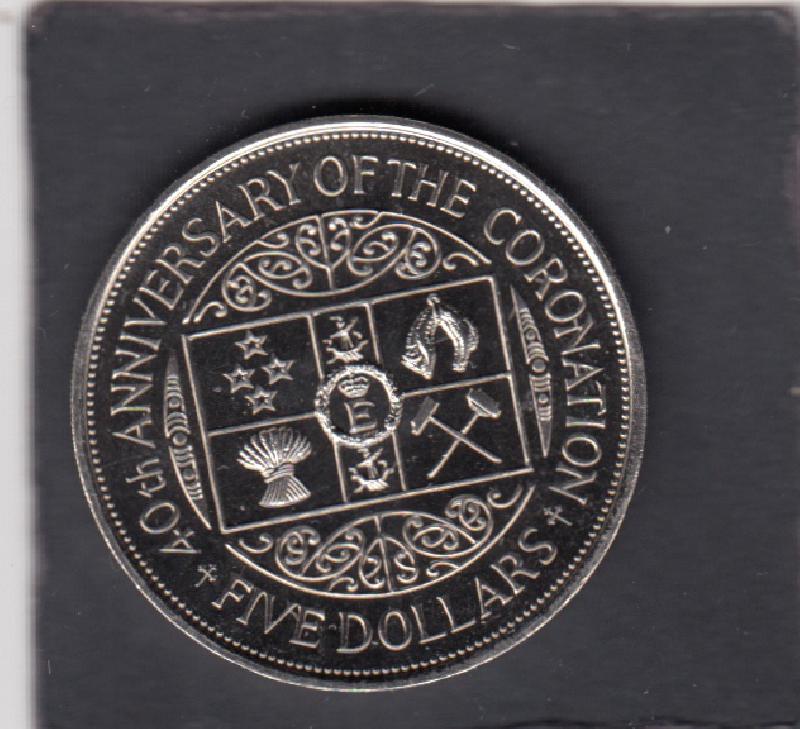 40th ANNIVERSARY OF THE CORONATION
E
FIVE DOLLARS